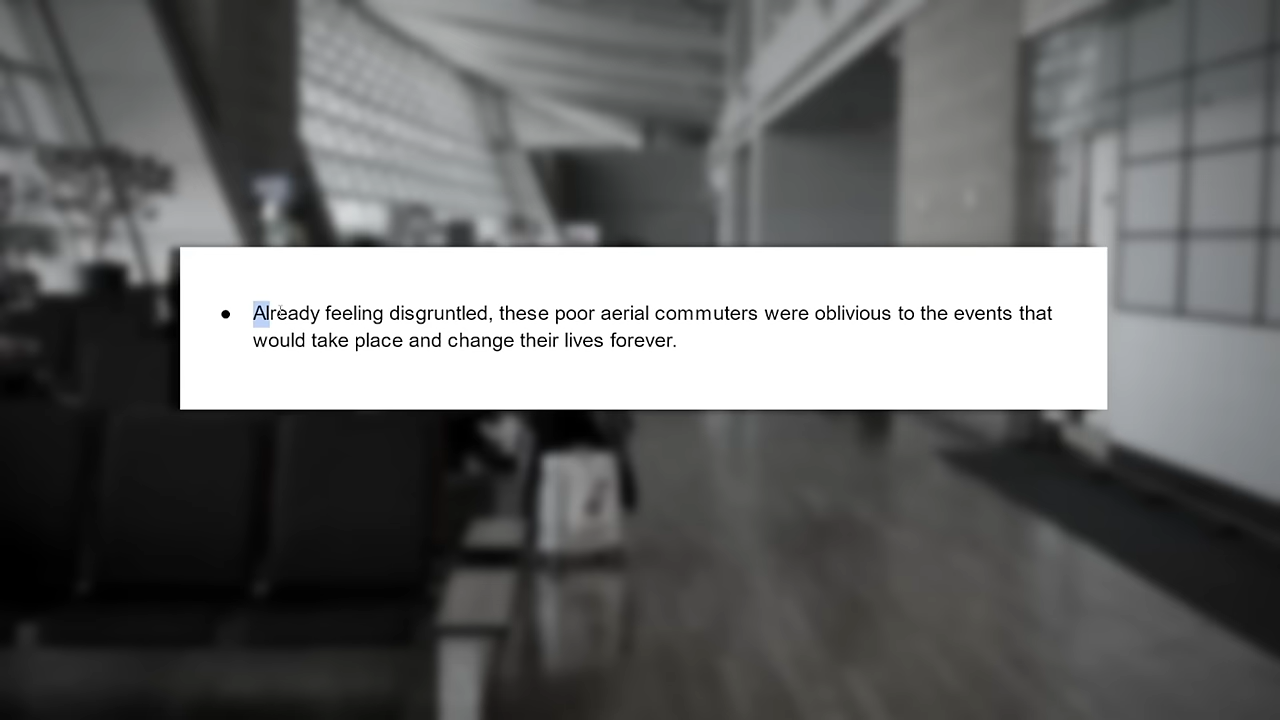 ● Already feeling disgruntled, these poor aerial commuters were oblivious to the events that
would take place and change their lives forever.